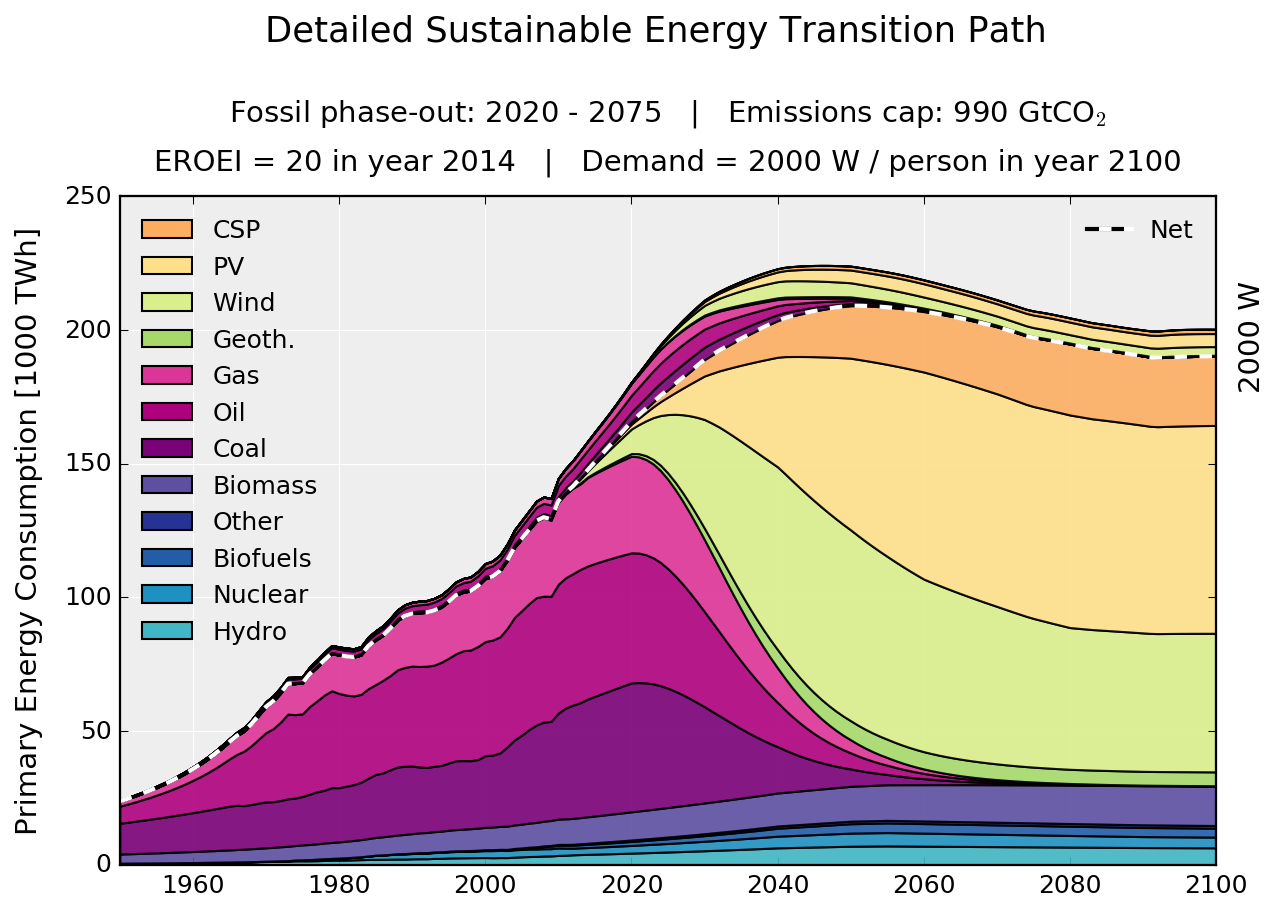 Detailed Sustainable Energy Transition Path
Fossil phase-out: 2020 - 2075 | Emissions cap: 990 GtCO₂
EROEI = 20 in year 2014 | Demand = 2000 W / person in year 2100
Primary Energy Consumption [1000 TWh]
250
200
150
100
50
0
CSP
PV
Wind
Geoth.
Gas
Oil
Coal
Biomass
Other
Biofuels
Nuclear
Hydro
Net
2000 W
1960 1980 2000 2020 2040 2060 2080 2100